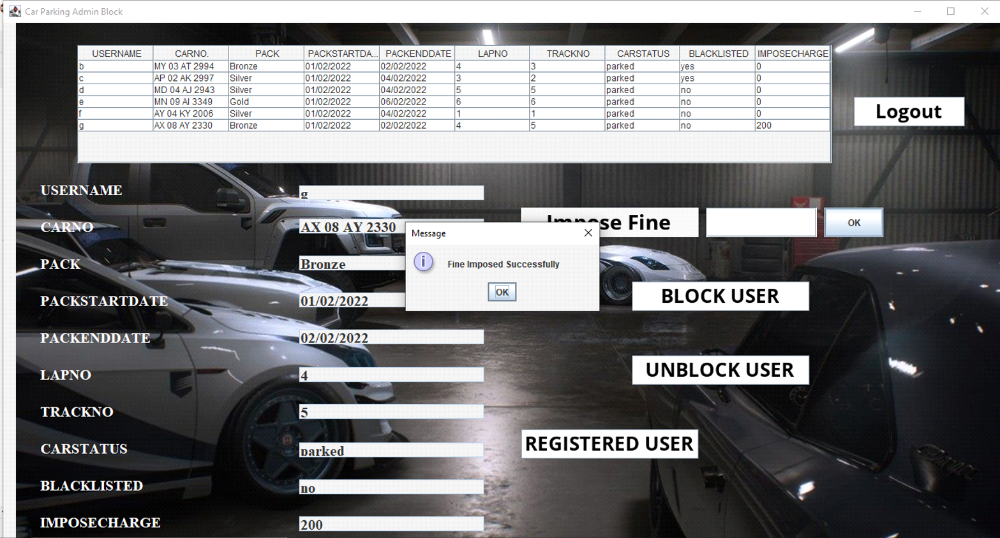 Car Parking Admin Block
USERNAME CARNO. PACK PACKSTARTDA... PACKENDDATE LAPNO TRACKNO CARSTATUS BLACKLISTED IMPOSECHARGE
b MY 03 AT 2994 Bronze 01/02/2022 02/02/2022 4 3 parked yes 0
c AP 02 AK 2997 Silver 01/02/2022 04/02/2022 3 2 parked yes 0
d MD 04 AJ 2943 Silver 01/02/2022 04/02/2022 5 5 parked no 0
e MN 09 AI 3349 Gold 01/02/2022 06/02/2022 6 6 parked no 0
f AY 04 KY 2006 Silver 01/02/2022 04/02/2022 1 1 parked no 0
g AX 08 AY 2330 Bronze 01/02/2022 02/02/2022 4 5 parked no 200
Logout
USERNAME g
Impose Fine OK
CARNO AX 08 AY 2330
Message
Fine Imposed Successfully
OK
PACK Bronze
BLOCK USER
PACKSTARTDATE 01/02/2022
PACKENDDATE 02/02/2022
UNBLOCK USER
LAPNO 4
TRACKNO 5
REGISTERED USER
CARSTATUS parked
BLACKLISTED no
IMPOSECHARGE 200